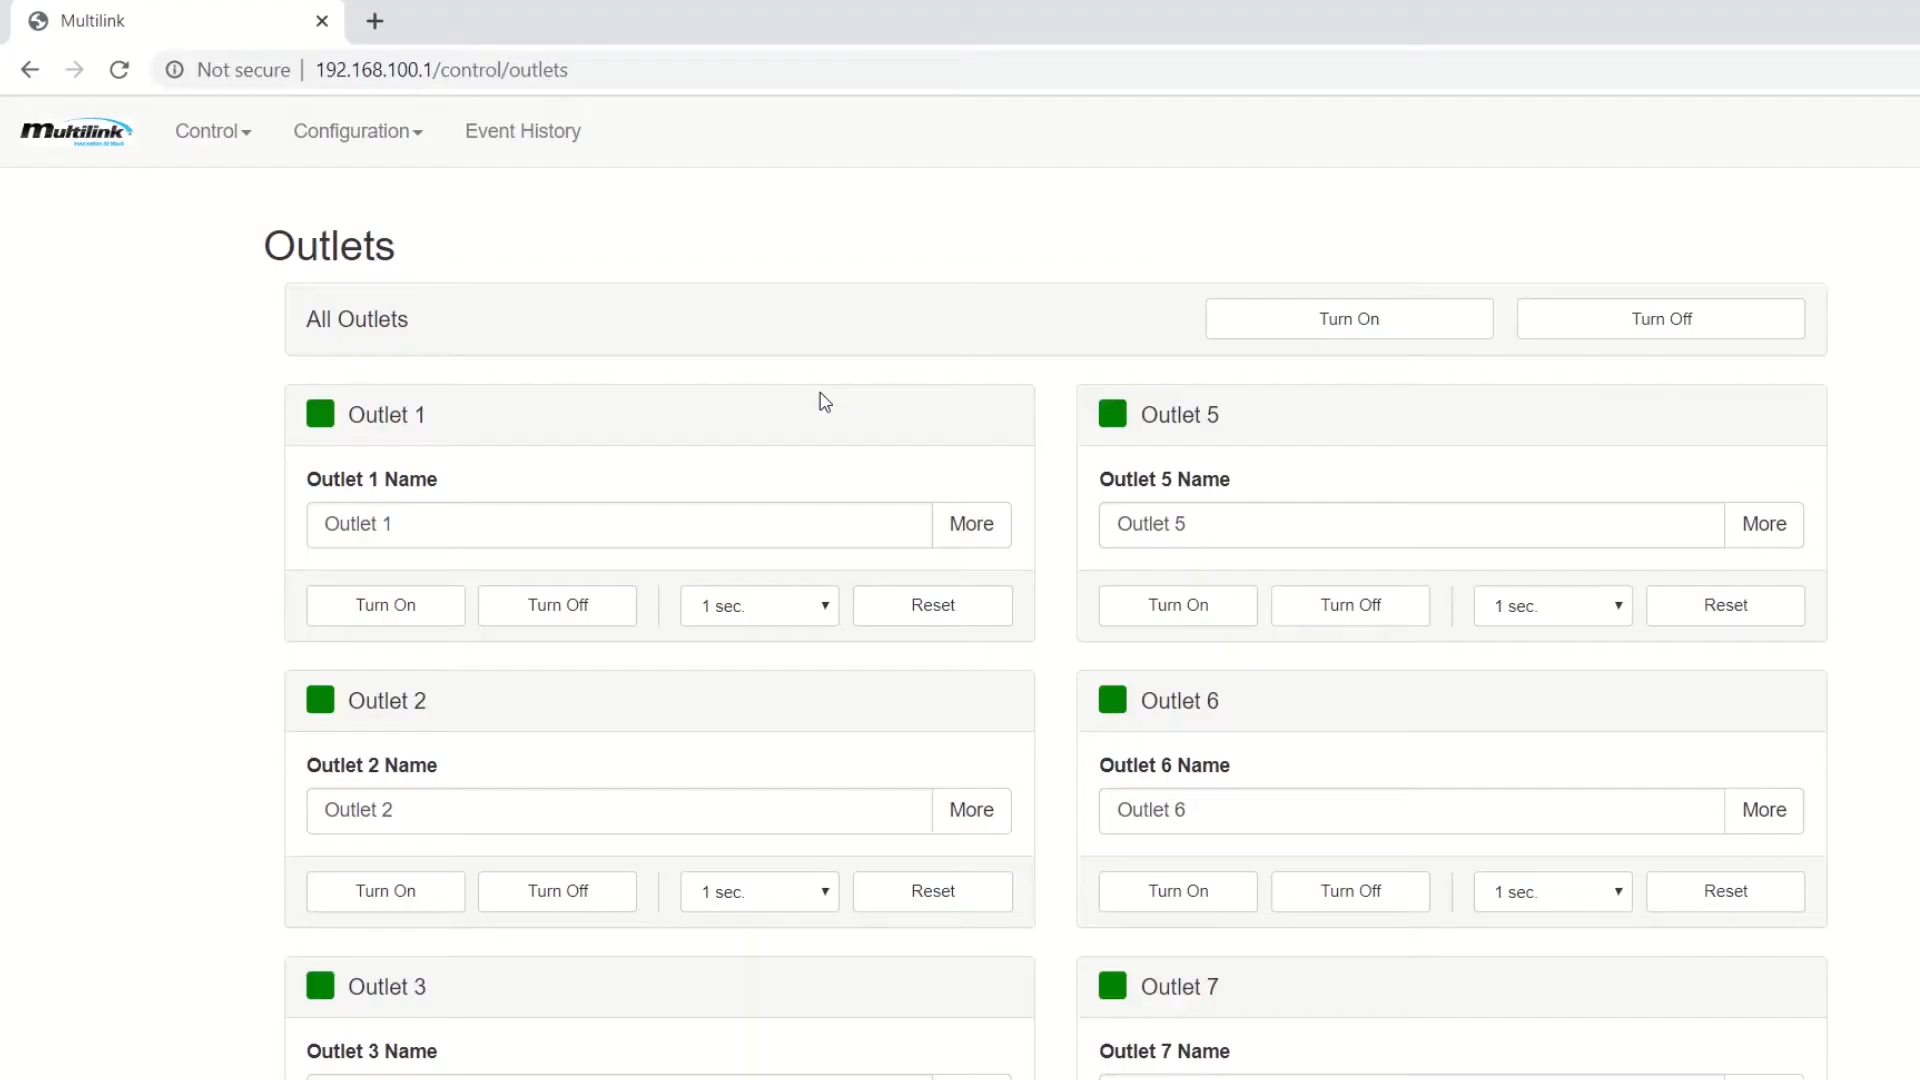 Multilink
Not secure | 192.168.100.1/control/outlets
Multilink
Innovation At Work
Control
Configuration
Event History
Outlets
All Outlets
Turn On
Turn Off
Outlet 1
Outlet 1 Name
Outlet 1
More
Turn On
Turn Off
1 sec.
Reset
Outlet 5
Outlet 5 Name
Outlet 5
More
Turn On
Turn Off
1 sec.
Reset
Outlet 2
Outlet 2 Name
Outlet 2
More
Turn On
Turn Off
1 sec.
Reset
Outlet 6
Outlet 6 Name
Outlet 6
More
Turn On
Turn Off
1 sec.
Reset
Outlet 3
Outlet 3 Name
Outlet 7
Outlet 7 Name